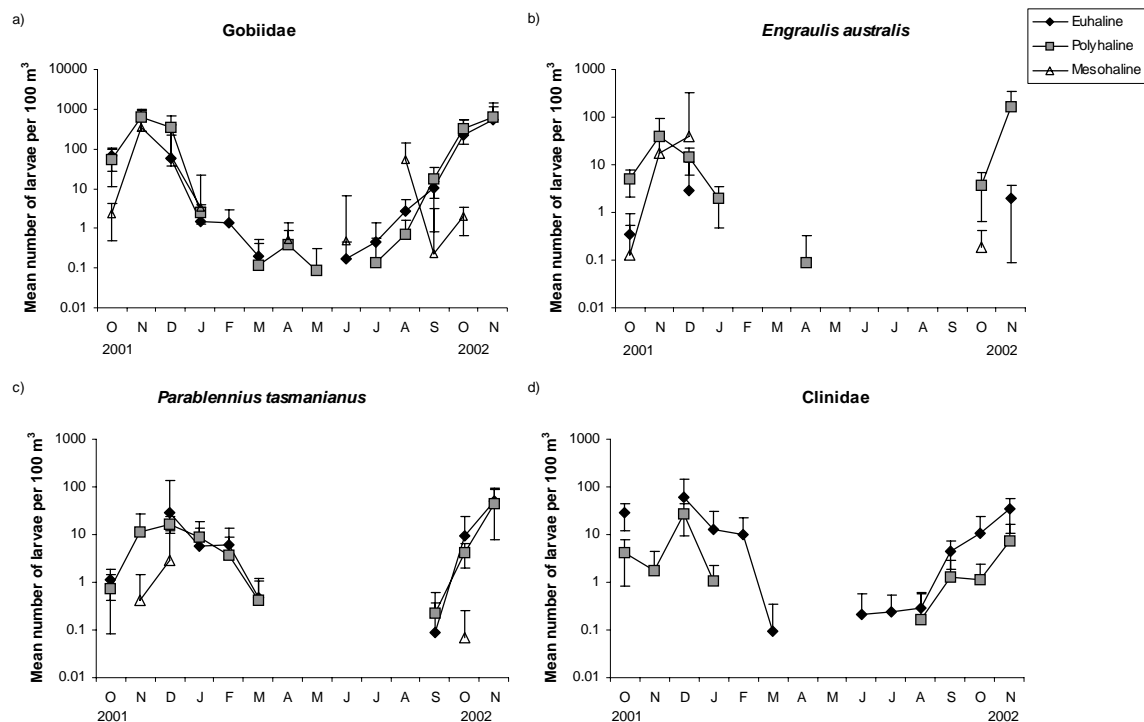 a)
Gobiidae
Mean number of larvae per 100 m³
10000
1000
100
10
1
0.1
0.01
O N D J F M A M J J A S O N
2001 2002
b)
Engraulis australis
Mean number of larvae per 100 m³
1000
100
10
1
0.1
0.01
O N D J F M A M J J A S O N
2001 2002
Euhaline
Polyhaline
Mesohaline
c)
Parablennius tasmanianus
Mean number of larvae per 100 m³
1000
100
10
1
0.1
0.01
O N D J F M A M J J A S O N
2001 2002
d)
Clinidae
Mean number of larvae per 100 m³
1000
100
10
1
0.1
0.01
O N D J F M A M J J A S O N
2001 2002